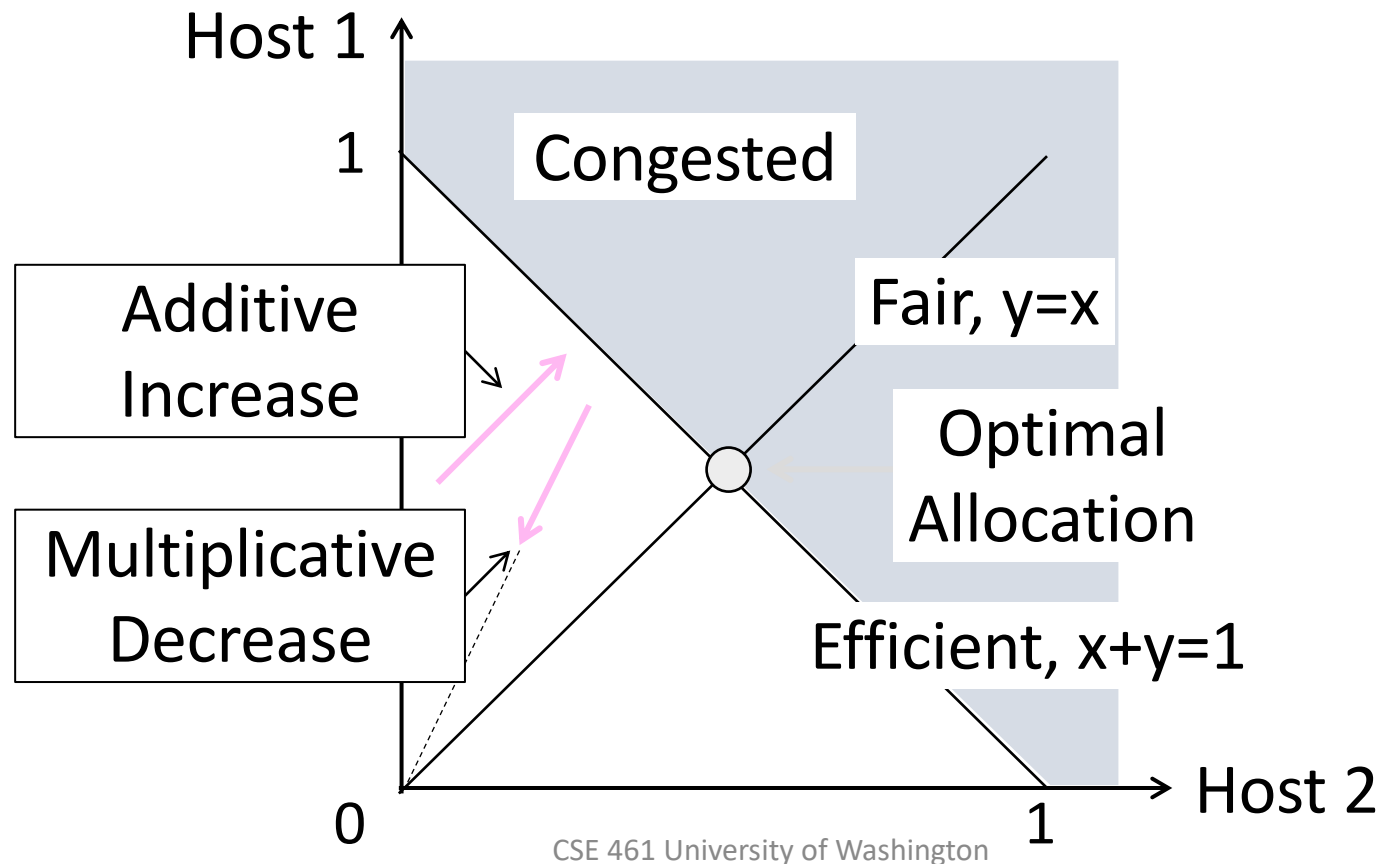 Host 1
1
Congested
Additive
Increase
Fair, y=x
Optimal
Allocation
Multiplicative
Decrease
Efficient, x+y=1
Host 2
0
1
CSE 461 University of Washington